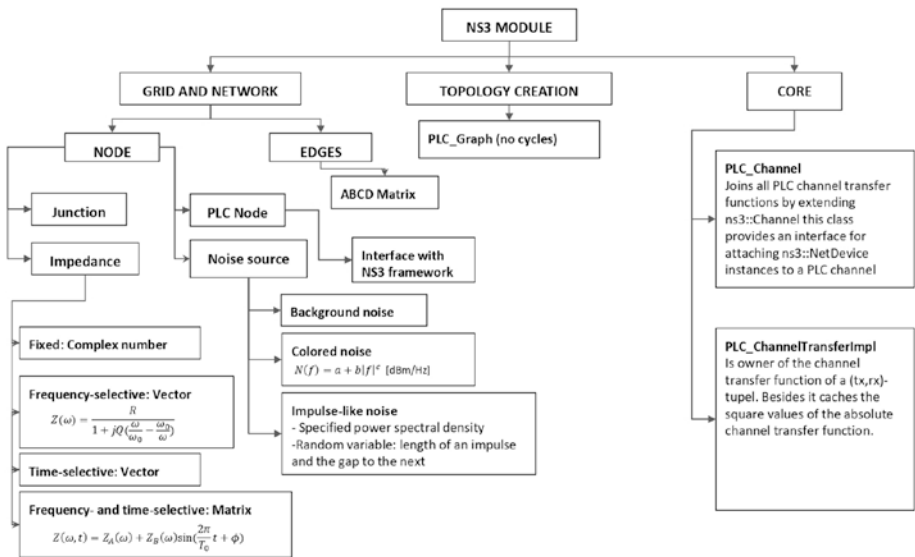 NS3 MODULE
GRID AND NETWORK
TOPOLOGY CREATION
CORE
NODE
EDGES
PLC_Graph (no cycles)
ABCD Matrix
Junction
PLC Node
Impedance
Noise source
Interface with
NS3 framework
Background noise
Fixed: Complex number
Colored noise
N(f) = a + b|f|^c [dBm/Hz]
Frequency-selective: Vector
Z(ω) = R / (1 + jQ(ω/ω₀ − ω₀/ω))
Impulse-like noise
- Specified power spectral density
-Random variable: length of an impulse
and the gap to the next
Time-selective: Vector
Frequency- and time-selective: Matrix
Z(ω, t) = Z_A(ω) + Z_B(ω)sin(2π/T₀ t + ϕ)
PLC_Channel
Joins all PLC channel transfer
functions by extending
ns3::Channel this class
provides an interface for
attaching ns3::NetDevice
instances to a PLC channel
PLC_ChannelTransferImpl
Is owner of the channel
transfer function of a (tx,rx)-
tupel. Besides it caches the
square values of the absolute
channel transfer function.